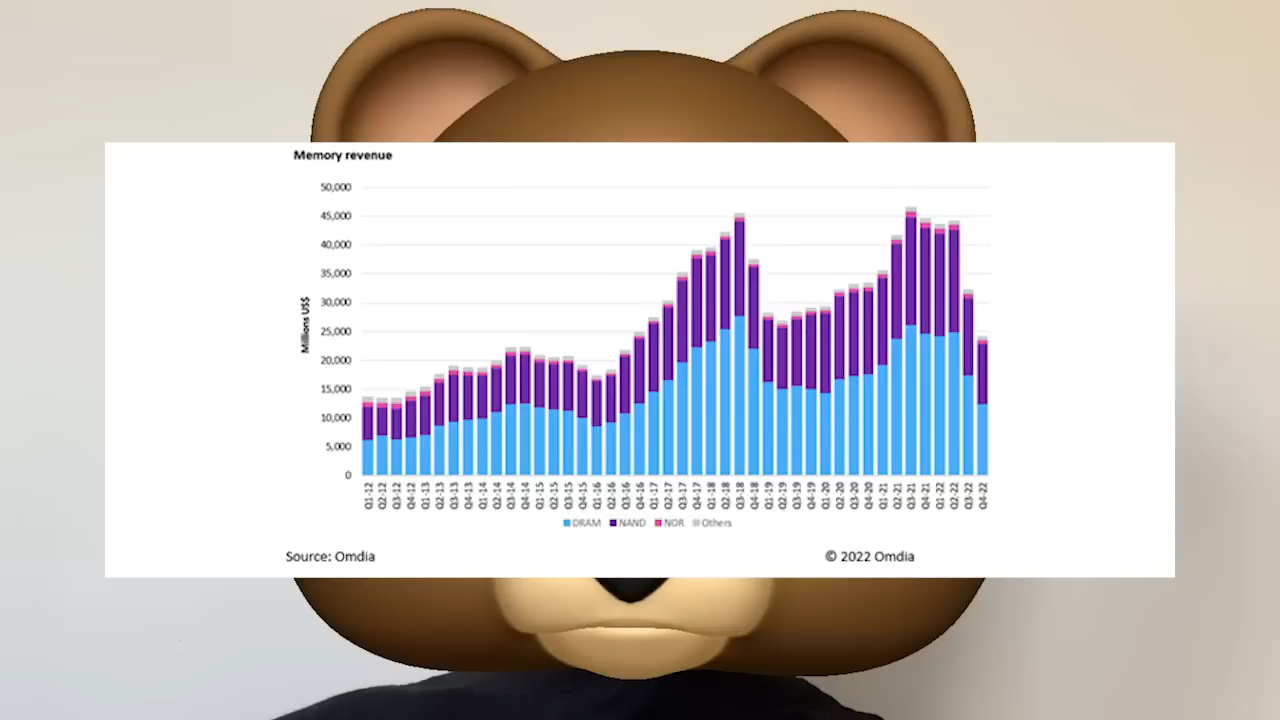 Memory revenue
50,000
45,000
40,000
35,000
30,000
25,000
20,000
15,000
10,000
5,000
0
Millions US$
Q1-12 Q2-12 Q3-12 Q4-12 Q1-13 Q2-13 Q3-13 Q4-13 Q1-14 Q2-14 Q3-14 Q4-14 Q1-15 Q2-15 Q3-15 Q4-15 Q1-16 Q2-16 Q3-16 Q4-16 Q1-17 Q2-17 Q3-17 Q4-17 Q1-18 Q2-18 Q3-18 Q4-18 Q1-19 Q2-19 Q3-19 Q4-19 Q1-20 Q2-20 Q3-20 Q4-20 Q1-21 Q2-21 Q3-21 Q4-21 Q1-22 Q2-22 Q3-22 Q4-22
DRAM NAND NOR Others
Source: Omdia © 2022 Omdia